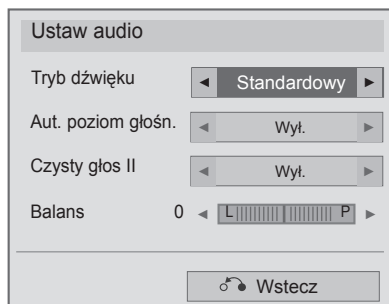 Ustaw audio
Tryb dźwięku ◄ Standardowy ►
Aut. poziom głośn. ◄ Wył. ►
Czysty głos II ◄ Wył. ►
Balans 0 ◄ L P ►
Wstecz